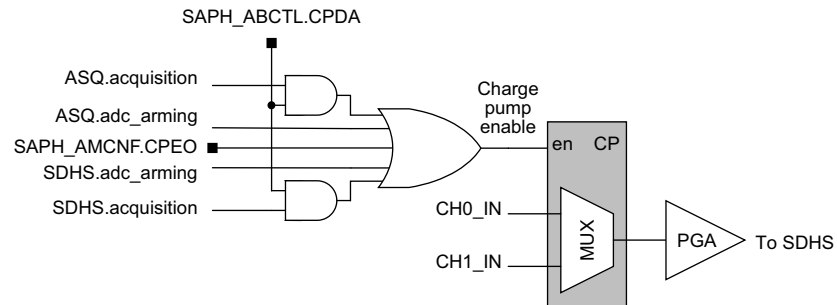 SAPH_ABCTL.CPDA
ASQ.acquisition
ASQ.adc_arming
SAPH_AMCNF.CPEO
SDHS.adc_arming
SDHS.acquisition
Charge
pump
enable
en CP
CH0_IN
CH1_IN
MUX
PGA
To SDHS